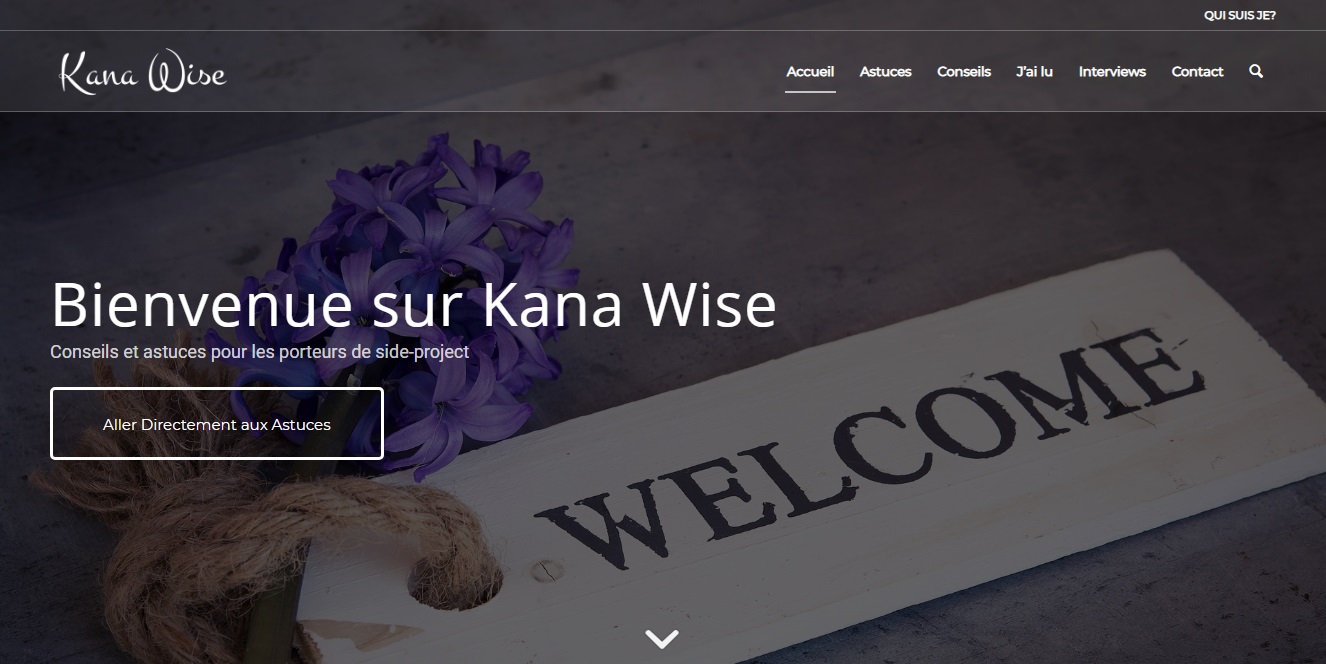 QUI SUIS JE?
Kana Wise
Accueil Astuces Conseils J'ai lu Interviews Contact
Bienvenue sur Kana Wise
Conseils et astuces pour les porteurs de side-project
Aller Directement aux Astuces
WELCOME